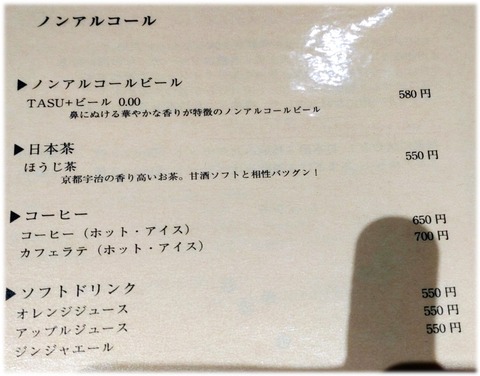 ノンアルコール
▶ノンアルコールビール
TASU+ビール 0.00 580円
鼻にぬける華やかな香りが特徴のノンアルコールビール
▶日本茶
ほうじ茶 550円
京都宇治の香り高いお茶。甘酒ソフトと相性バツグン！
▶コーヒー
コーヒー（ホット・アイス） 650円
カフェラテ（ホット・アイス） 700円
▶ソフトドリンク
オレンジジュース 550円
アップルジュース 550円
ジンジャエール 550円